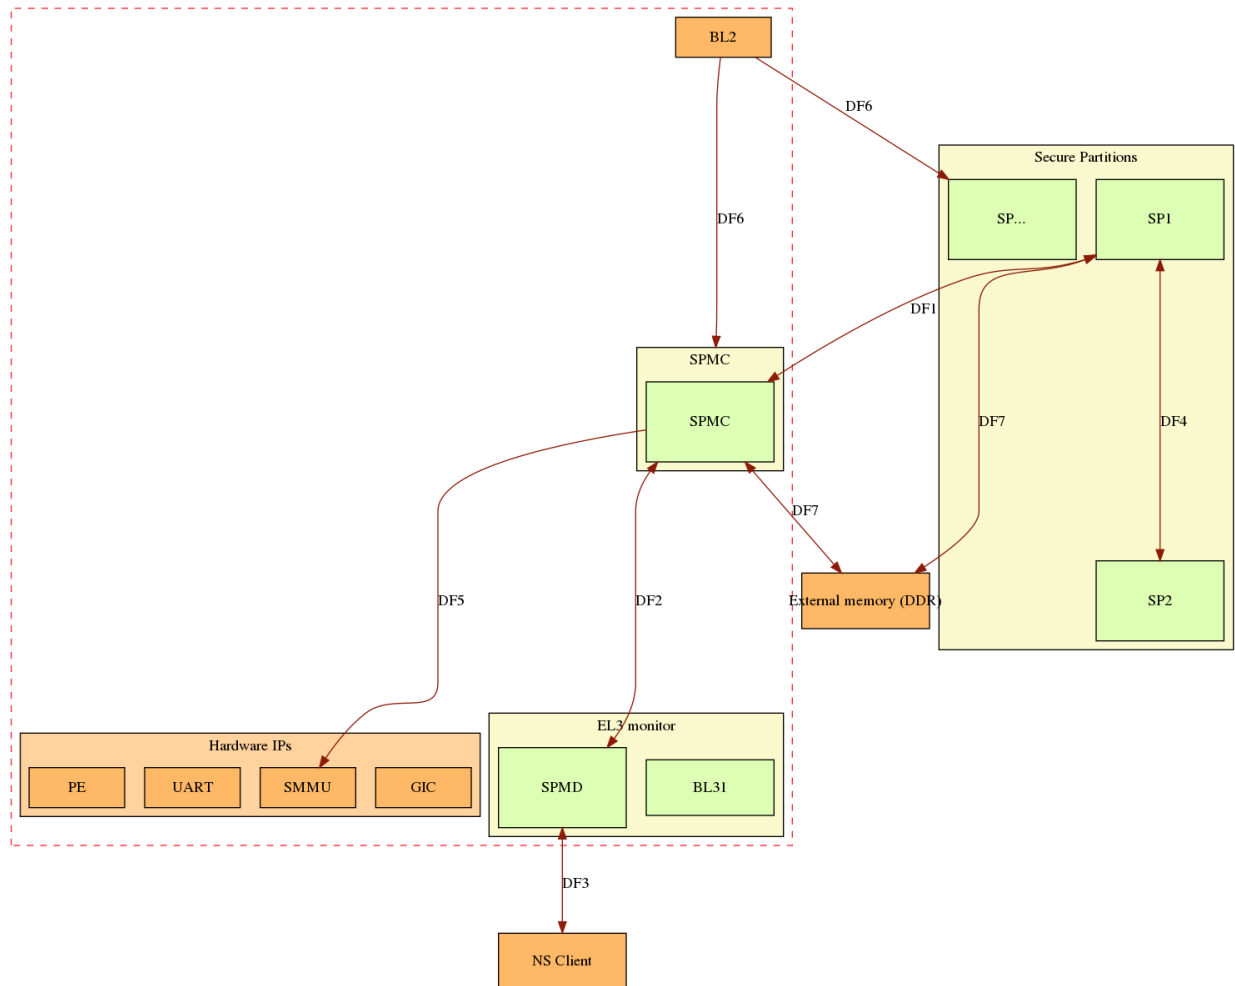 BL2
DF6
Secure Partitions
SP...
SP1
DF6
DF1
SPMC
SPMC
DF7
DF4
DF7
DF5
DF2
External memory (DDR)
SP2
EL3 monitor
Hardware IPs
PE
UART
SMMU
GIC
SPMD
BL31
DF3
NS Client